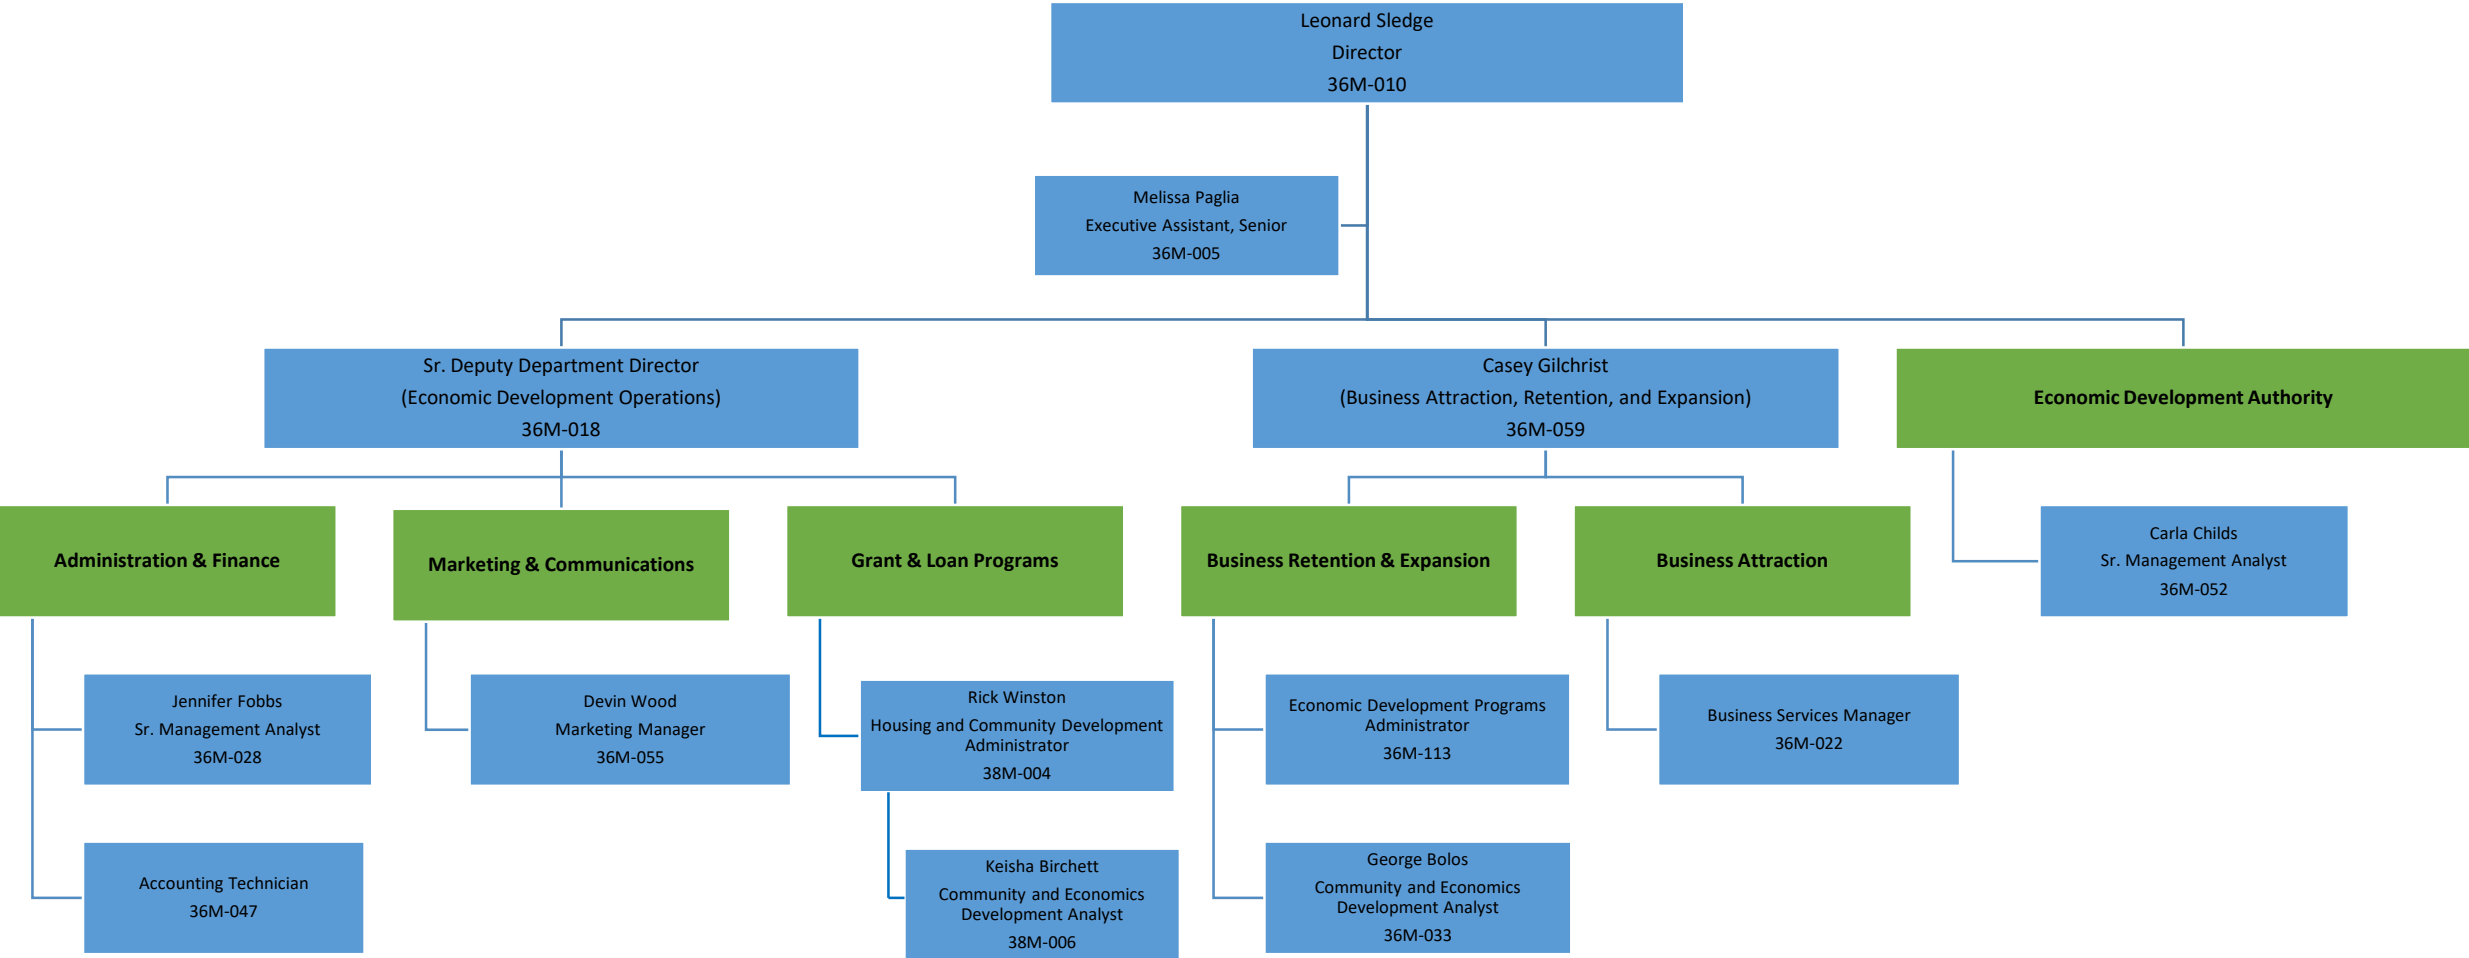 Leonard Sledge
Director
36M-010
Melissa Paglia
Executive Assistant, Senior
36M-005
Sr. Deputy Department Director
(Economic Development Operations)
36M-018
Casey Gilchrist
(Business Attraction, Retention, and Expansion)
36M-059
Economic Development Authority
Administration & Finance
Marketing & Communications
Grant & Loan Programs
Business Retention & Expansion
Business Attraction
Carla Childs
Sr. Management Analyst
36M-052
Jennifer Fobbs
Sr. Management Analyst
36M-028
Devin Wood
Marketing Manager
36M-055
Rick Winston
Housing and Community Development
Administrator
38M-004
Economic Development Programs
Administrator
36M-113
Business Services Manager
36M-022
Accounting Technician
36M-047
Keisha Birchett
Community and Economics
Development Analyst
38M-006
George Bolos
Community and Economics
Development Analyst
36M-033